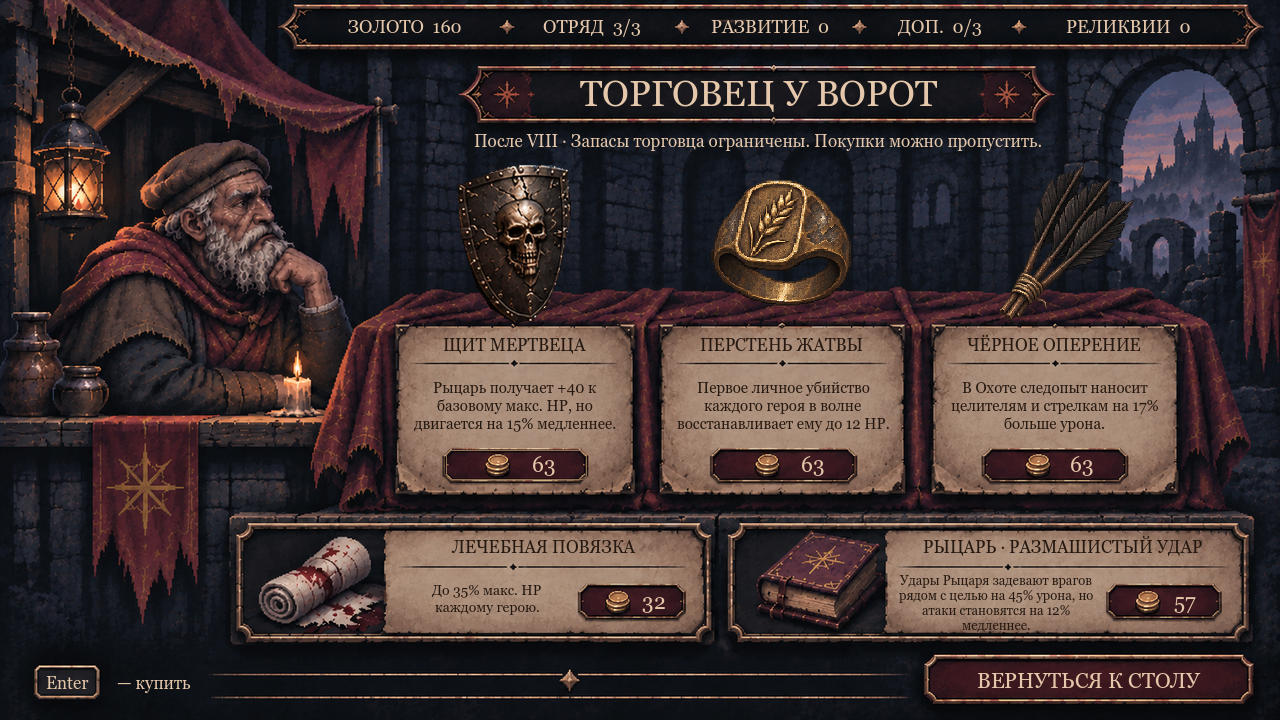 ЗОЛОТО 160 ОТРЯД 3/3 РАЗВИТИЕ 0 ДОП. 0/3 РЕЛИКВИИ 0
ТОРГОВЕЦ У ВОРОТ
После VIII · Запасы торговца ограничены. Покупки можно пропустить.
ЩИТ МЕРТВЕЦА
Рыцарь получает +40 к
базовому макс. HP, но
двигается на 15% медленнее.
63
ПЕРСТЕНЬ ЖАТВЫ
Первое личное убийство
каждого героя в волне
восстанавливает ему до 12 HP.
63
ЧЁРНОЕ ОПЕРЕНИЕ
В Охоте следопыт наносит
целителям и стрелкам на 17%
больше урона.
63
ЛЕЧЕБНАЯ ПОВЯЗКА
До 35% макс. HP
каждому герою.
32
РЫЦАРЬ · РАЗМАШИСТЫЙ УДАР
Удары Рыцаря задевают врагов
рядом с целью на 45% урона, но
атаки становятся на 12%
медленнее.
57
Enter — купить
ВЕРНУТЬСЯ К СТОЛУ